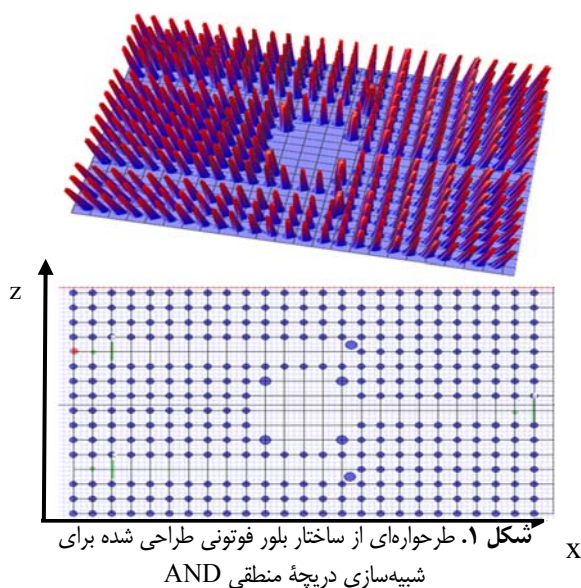 z
شکل ۱. طرحواره‌ای از ساختار بلور فوتونی طراحی شده برای
x
شبیه‌سازی دریچهٔ منطقی AND